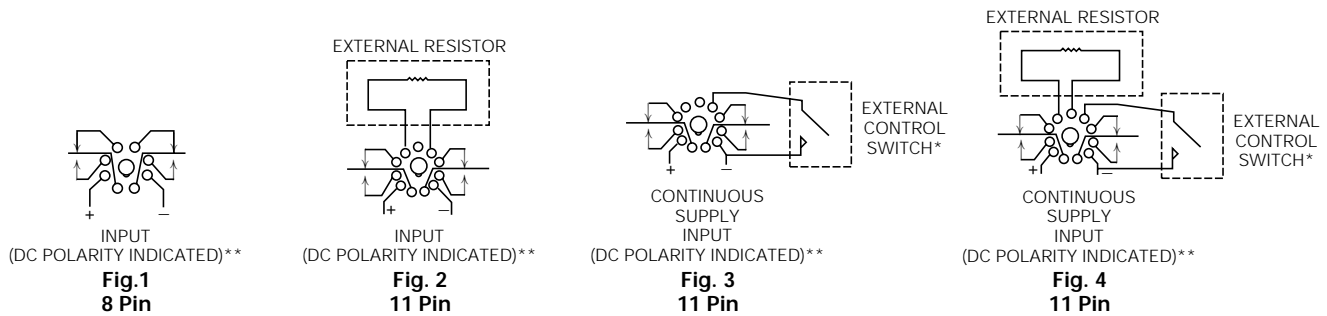 EXTERNAL RESISTOR
+
−
INPUT
(DC POLARITY INDICATED)**
Fig.1
8 Pin
EXTERNAL RESISTOR
+
−
INPUT
(DC POLARITY INDICATED)**
Fig. 2
11 Pin
EXTERNAL
CONTROL
SWITCH*
+
−
CONTINUOUS
SUPPLY
INPUT
(DC POLARITY INDICATED)**
Fig. 3
11 Pin
EXTERNAL
CONTROL
SWITCH*
+
−
CONTINUOUS
SUPPLY
INPUT
(DC POLARITY INDICATED)**
Fig. 4
11 Pin